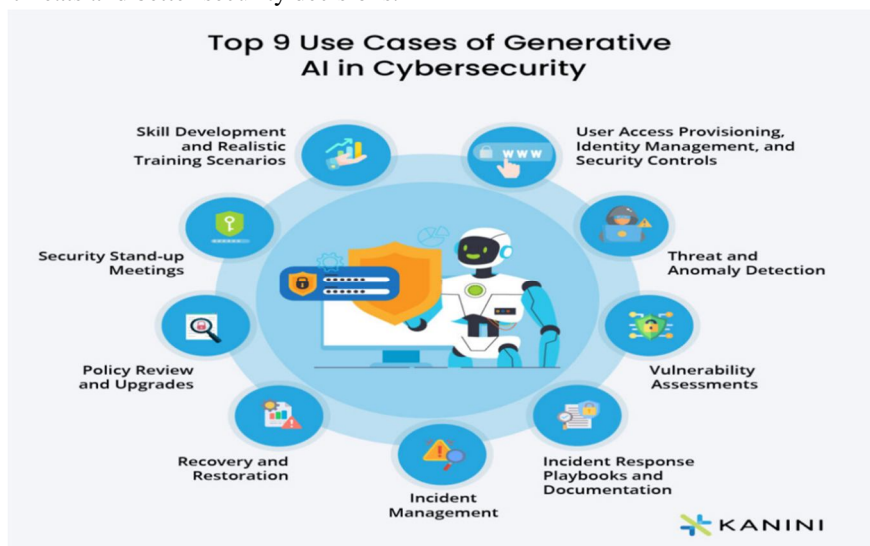 Top 9 Use Cases of Generative
AI in Cybersecurity
Skill Development
and Realistic
Training Scenarios
User Access Provisioning,
Identity Management, and
Security Controls
www
Security Stand-up
Meetings
Threat and
Anomaly Detection
Policy Review
and Upgrades
Vulnerability
Assessments
Recovery and
Restoration
Incident
Management
Incident Response
Playbooks and
Documentation
KANINI